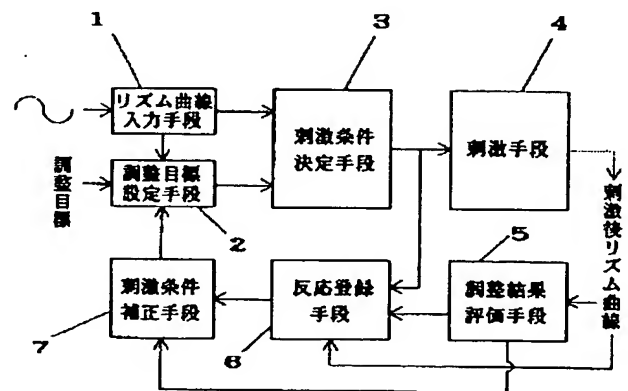 1
3
4
リズム曲線
入力手段
刺激条件
決定手段
刺激手段
調整目標
調整目標
設定手段
2
5
刺激後リズム曲線
刺激条件
補正手段
反応登録
手段
調整結果
評価手段
7
6